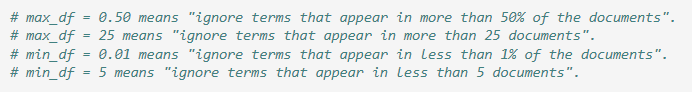 # max_df = 0.50 means "ignore terms that appear in more than 50% of the documents".
# max_df = 25 means "ignore terms that appear in more than 25 documents".
# min_df = 0.01 means "ignore terms that appear in less than 1% of the documents".
# min_df = 5 means "ignore terms that appear in less than 5 documents".